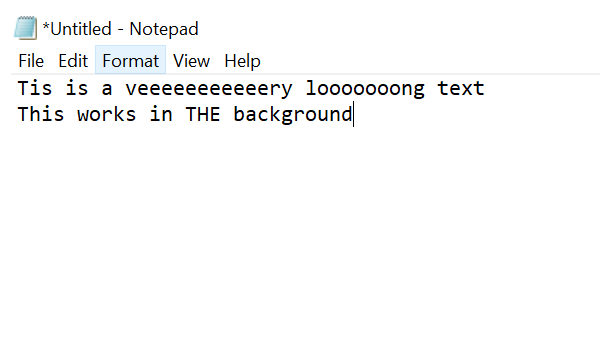 *Untitled - Notepad
File Edit Format View Help
Tis is a veeeeeeeeeeery looooooong text
This works in THE background